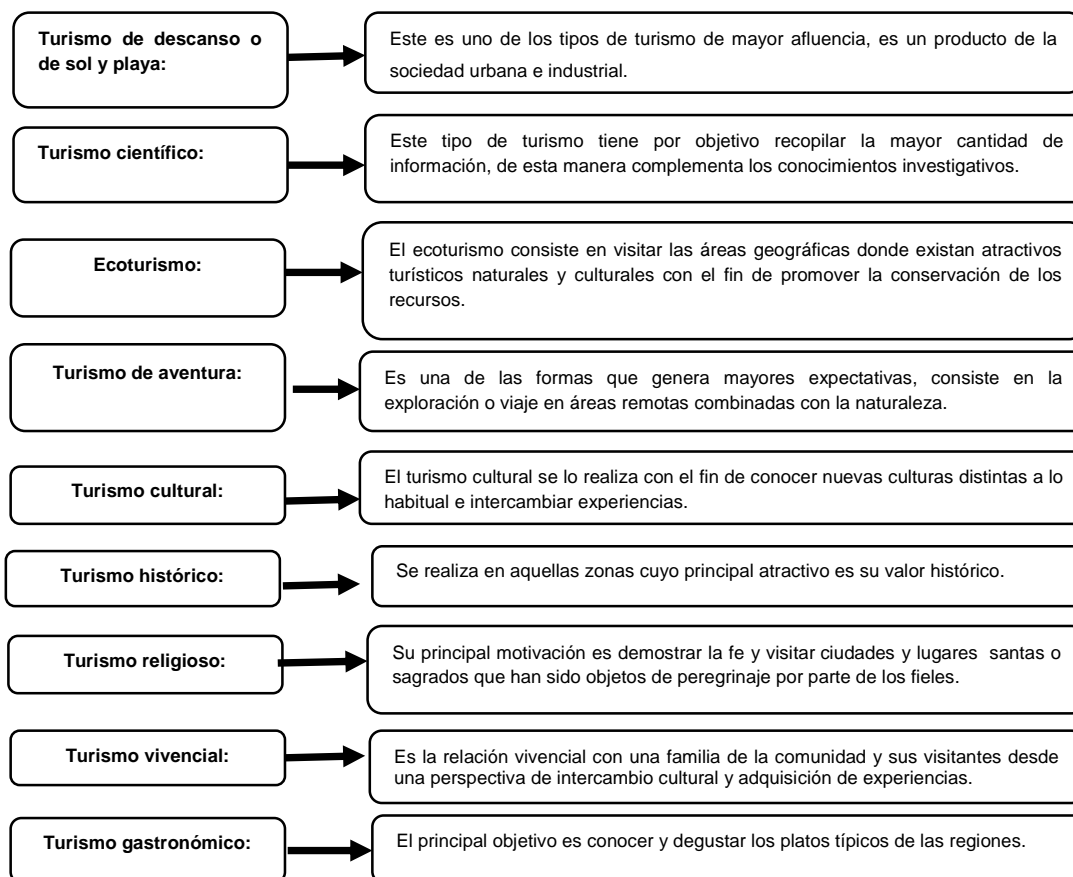 Turismo de descanso o
de sol y playa:
Este es uno de los tipos de turismo de mayor afluencia, es un producto de la
sociedad urbana e industrial.
Turismo científico:
Este tipo de turismo tiene por objetivo recopilar la mayor cantidad de
información, de esta manera complementa los conocimientos investigativos.
Ecoturismo:
El ecoturismo consiste en visitar las áreas geográficas donde existan atractivos
turísticos naturales y culturales con el fin de promover la conservación de los
recursos.
Turismo de aventura:
Es una de las formas que genera mayores expectativas, consiste en la
exploración o viaje en áreas remotas combinadas con la naturaleza.
Turismo cultural:
El turismo cultural se lo realiza con el fin de conocer nuevas culturas distintas a lo
habitual e intercambiar experiencias.
Turismo histórico:
Se realiza en aquellas zonas cuyo principal atractivo es su valor histórico.
Turismo religioso:
Su principal motivación es demostrar la fe y visitar ciudades y lugares santas o
sagrados que han sido objetos de peregrinaje por parte de los fieles.
Turismo vivencial:
Es la relación vivencial con una familia de la comunidad y sus visitantes desde
una perspectiva de intercambio cultural y adquisición de experiencias.
Turismo gastronómico:
El principal objetivo es conocer y degustar los platos típicos de las regiones.